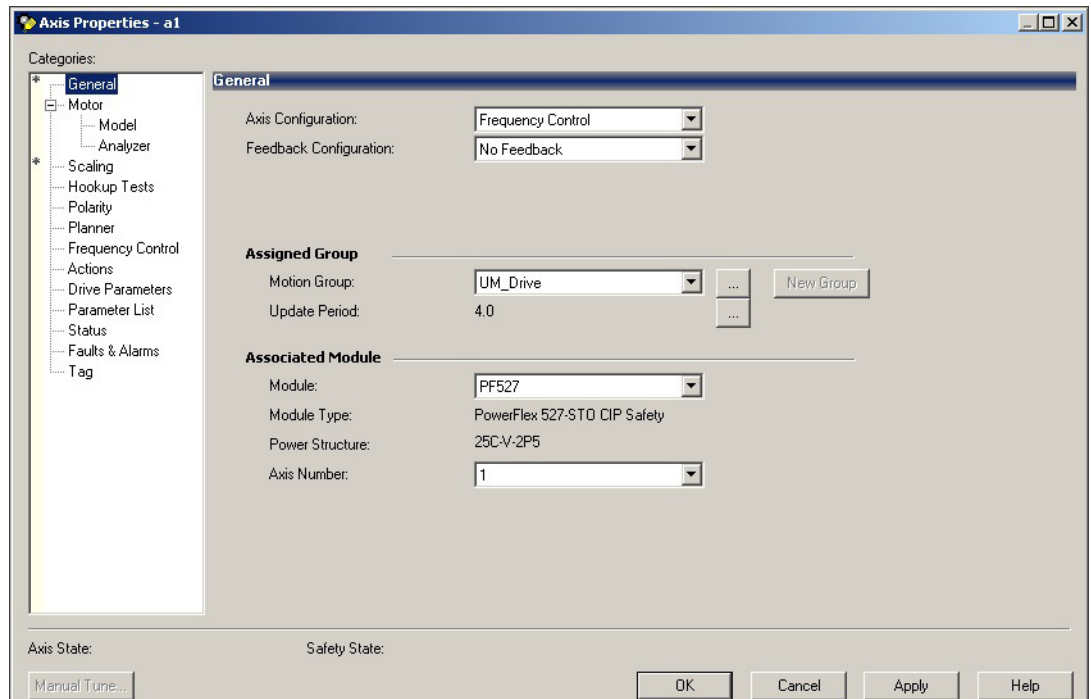 Axis Properties - a1
Categories:
* General
Motor
Model
Analyzer
* Scaling
Hookup Tests
Polarity
Planner
Frequency Control
Actions
Drive Parameters
Parameter List
Status
Faults & Alarms
Tag
General
Axis Configuration: Frequency Control
Feedback Configuration: No Feedback
Assigned Group
Motion Group: UM_Drive ... New Group
Update Period: 4.0 ...
Associated Module
Module: PF527
Module Type: PowerFlex 527-STO CIP Safety
Power Structure: 25C-V-2P5
Axis Number: 1
Axis State: Safety State:
Manual Tune... OK Cancel Apply Help